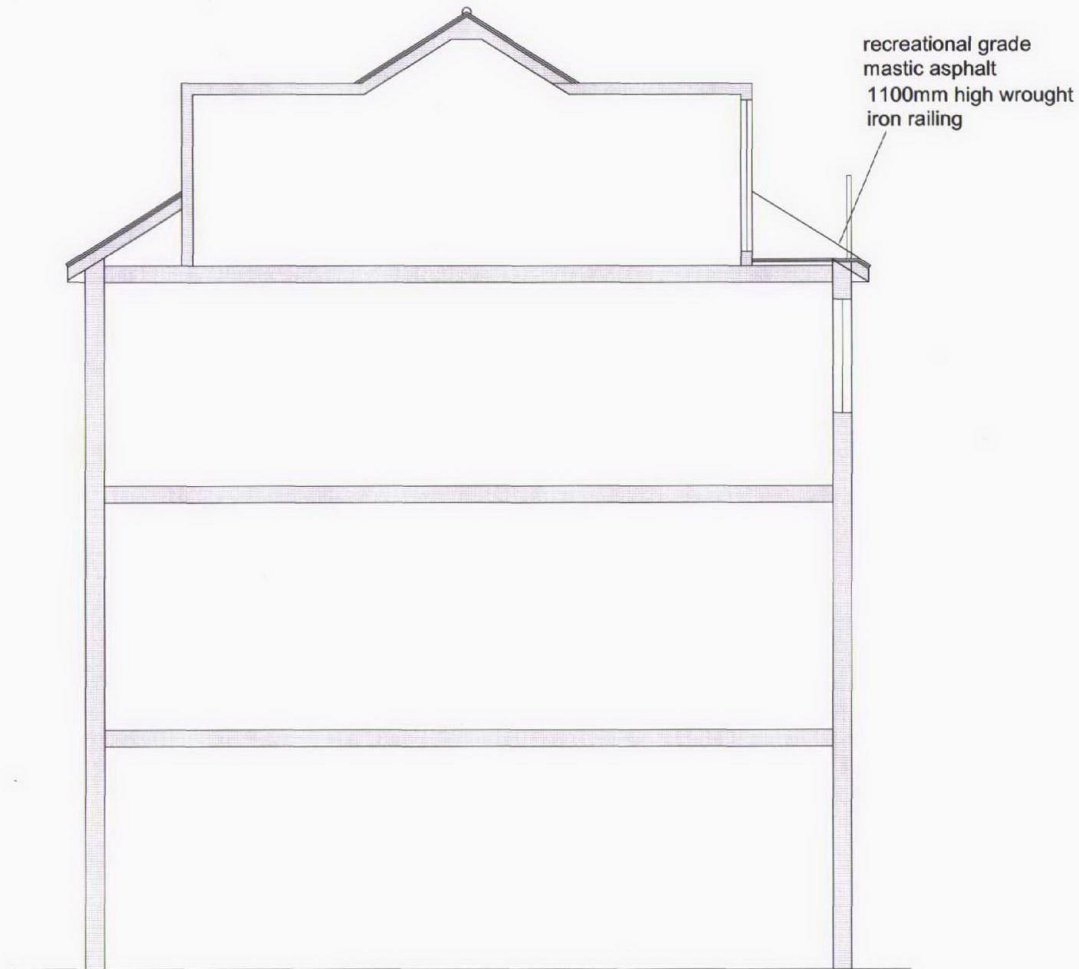 recreational grade
mastic asphalt
1100mm high wrought
iron railing